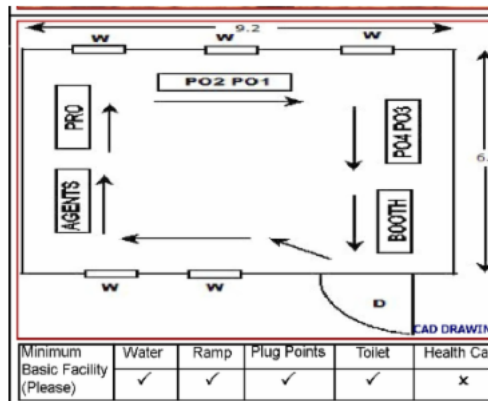 9.2
W W W
PO2 PO1
PRO
PO4 PO3
6.
AGENTS
BOOTH
W W
D
CAD DRAWIN
Minimum Basic Facility (Please)
Water Ramp Plug Points Toilet Health Ca
✓ ✓ ✓ ✓ x